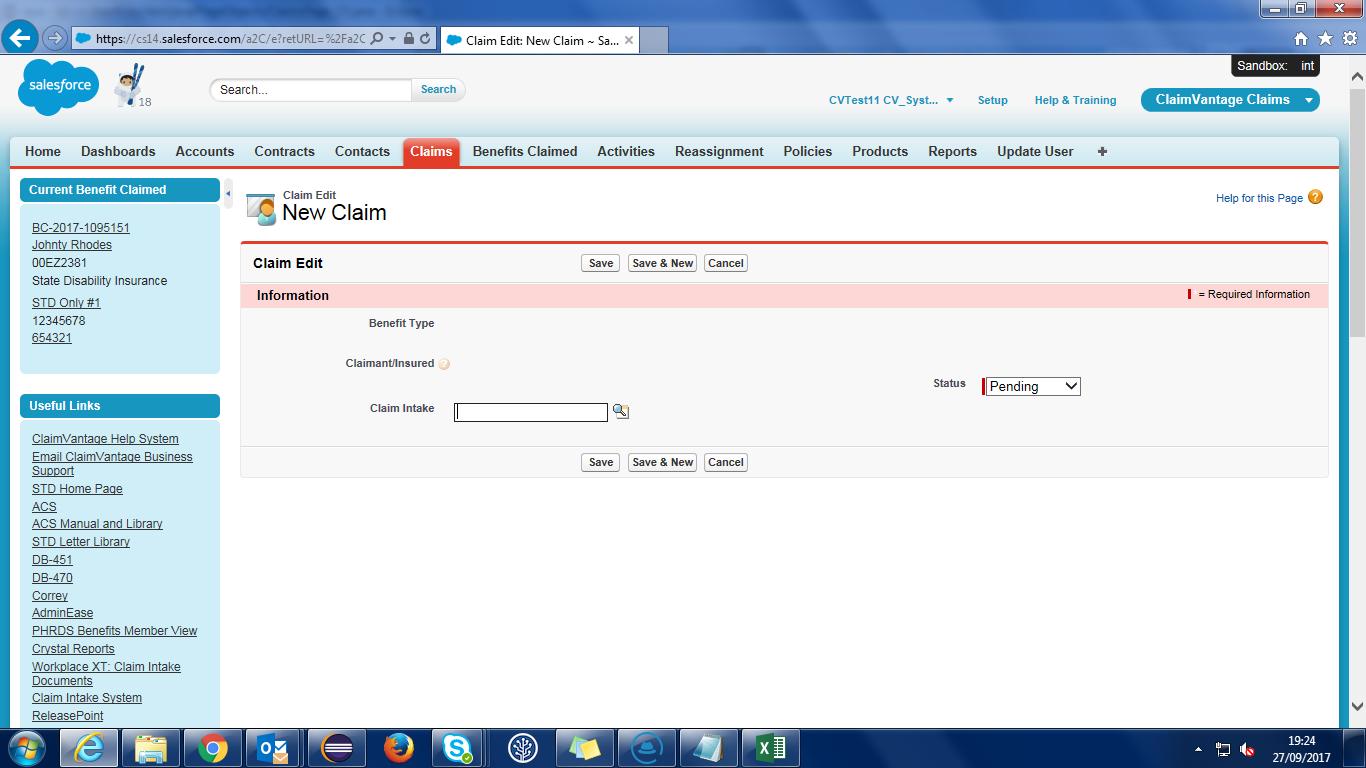 https://cs14.salesforce.com/a2C/e?retURL=%2Fa2C
Claim Edit: New Claim ~ Sa...
Sandbox: int
salesforce
18
Search...
Search
CVTest11 CV_Syst...
Setup
Help & Training
ClaimVantage Claims
Home Dashboards Accounts Contracts Contacts Claims Benefits Claimed Activities Reassignment Policies Products Reports Update User +
Current Benefit Claimed
BC-2017-1095151
Johnty Rhodes
00EZ2381
State Disability Insurance
STD Only #1
12345678
654321
Useful Links
ClaimVantage Help System
Email ClaimVantage Business
Support
STD Home Page
ACS
ACS Manual and Library
STD Letter Library
DB-451
DB-470
Correy
AdminEase
PHRDS Benefits Member View
Crystal Reports
Workplace XT: Claim Intake
Documents
Claim Intake System
ReleasePoint
Claim Edit
New Claim
Help for this Page ?
Claim Edit
Save Save & New Cancel
Information
= Required Information
Benefit Type
Claimant/Insured ?
Status Pending
Claim Intake
Save Save & New Cancel
19:24
27/09/2017